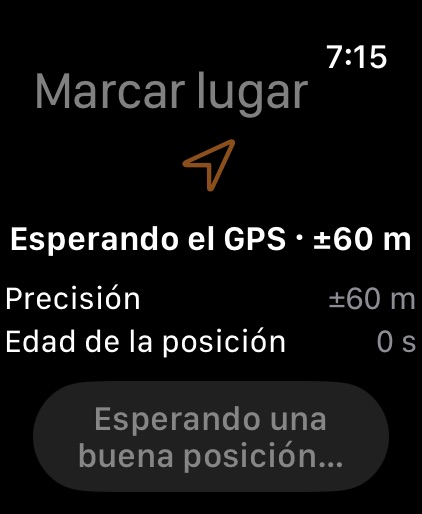 7:15
Marcar lugar
Esperando el GPS · ±60 m
Precisión ±60 m
Edad de la posición 0 s
Esperando una
buena posición...